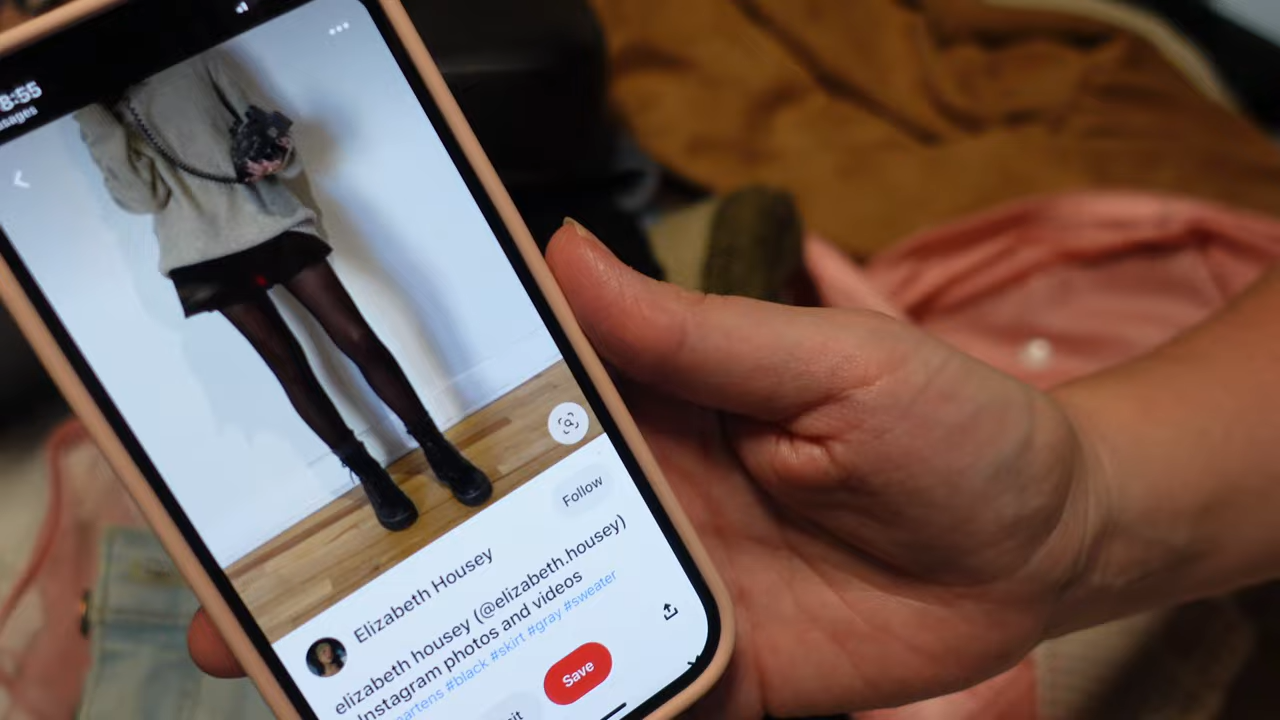 8:55
Follow
Elizabeth Housey
elizabeth housey (@elizabeth.housey)
Instagram photos and videos
#black #skirt #gray #sweater
Save